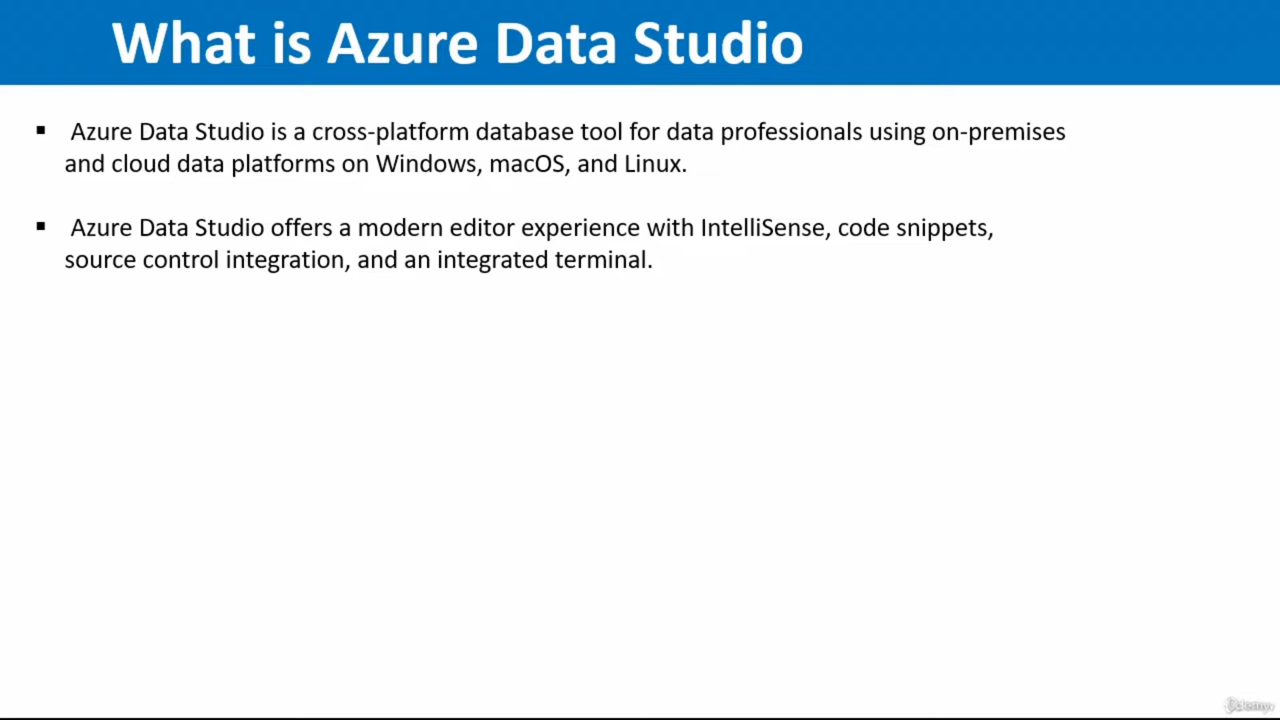 What is Azure Data Studio
▪ Azure Data Studio is a cross-platform database tool for data professionals using on-premises
and cloud data platforms on Windows, macOS, and Linux.
▪ Azure Data Studio offers a modern editor experience with IntelliSense, code snippets,
source control integration, and an integrated terminal.
Udemy